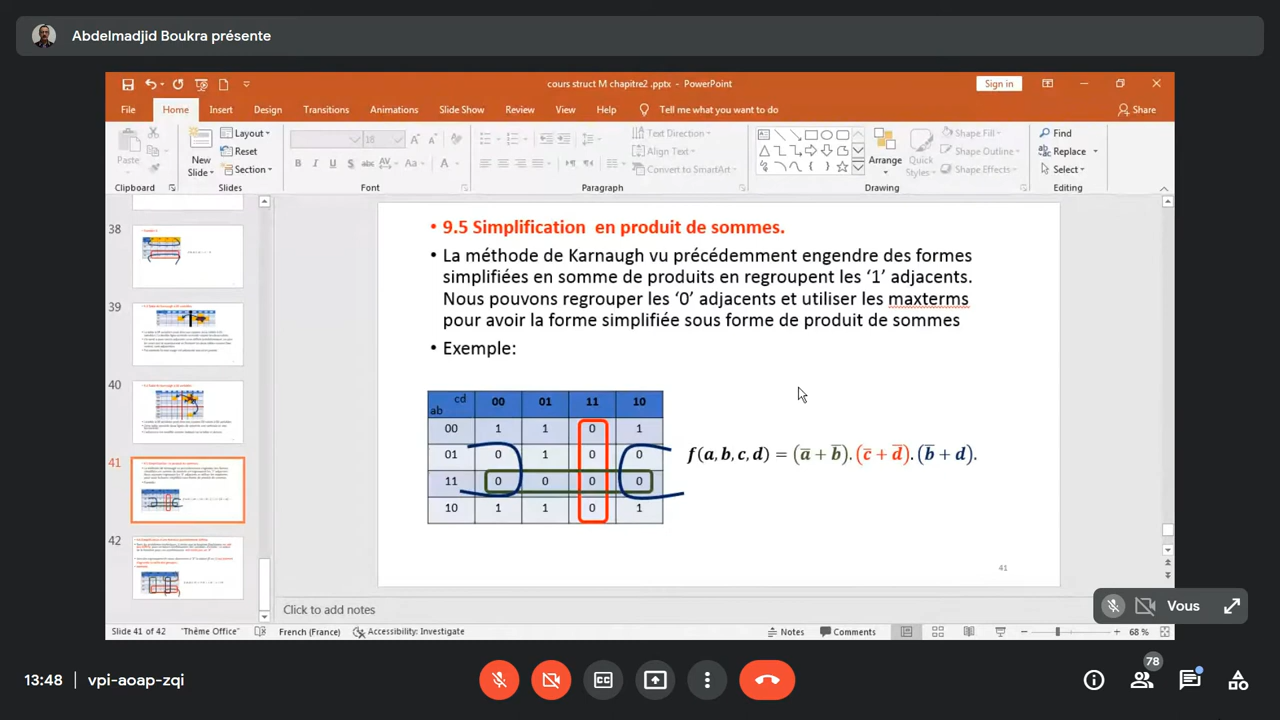 Abdelmadjid Boukra présente
cours struct M chapitre2 .pptx - PowerPoint
Sign in
File Home Insert Design Transitions Animations Slide Show Review View Help Tell me what you want to do Share
Paste
Clipboard
New Slide
Layout
Reset
Section
Slides
18
Font
Text Direction
Align Text
Convert to SmartArt
Paragraph
Arrange
Quick Styles
Shape Fill
Shape Outline
Shape Effects
Drawing
Find
Replace
Select
Editing
38
39
40
41
42
• 9.5 Simplification en produit de sommes.
• La méthode de Karnaugh vu précédemment engendre des formes
simplifiées en somme de produits en regroupent les ‘1’ adjacents.
Nous pouvons regrouper les ‘0’ adjacents et utiliser les maxterms
pour avoir la forme simplifiée sous forme de produit de sommes
• Exemple:
cd
ab 00 01 11 10
00 1 1 0 1
01 0 1 0 0
11 0 0 0 0
10 1 1 0 1
f(a, b, c, d) = (a̅ + b̅).(c̅ + d̅).(b̅ + d).
41
Click to add notes
Slide 41 of 42 "Thème Office" French (France) Accessibility: Investigate Notes Comments 68 %
Vous
13:48 vpi-aoap-zqi
78